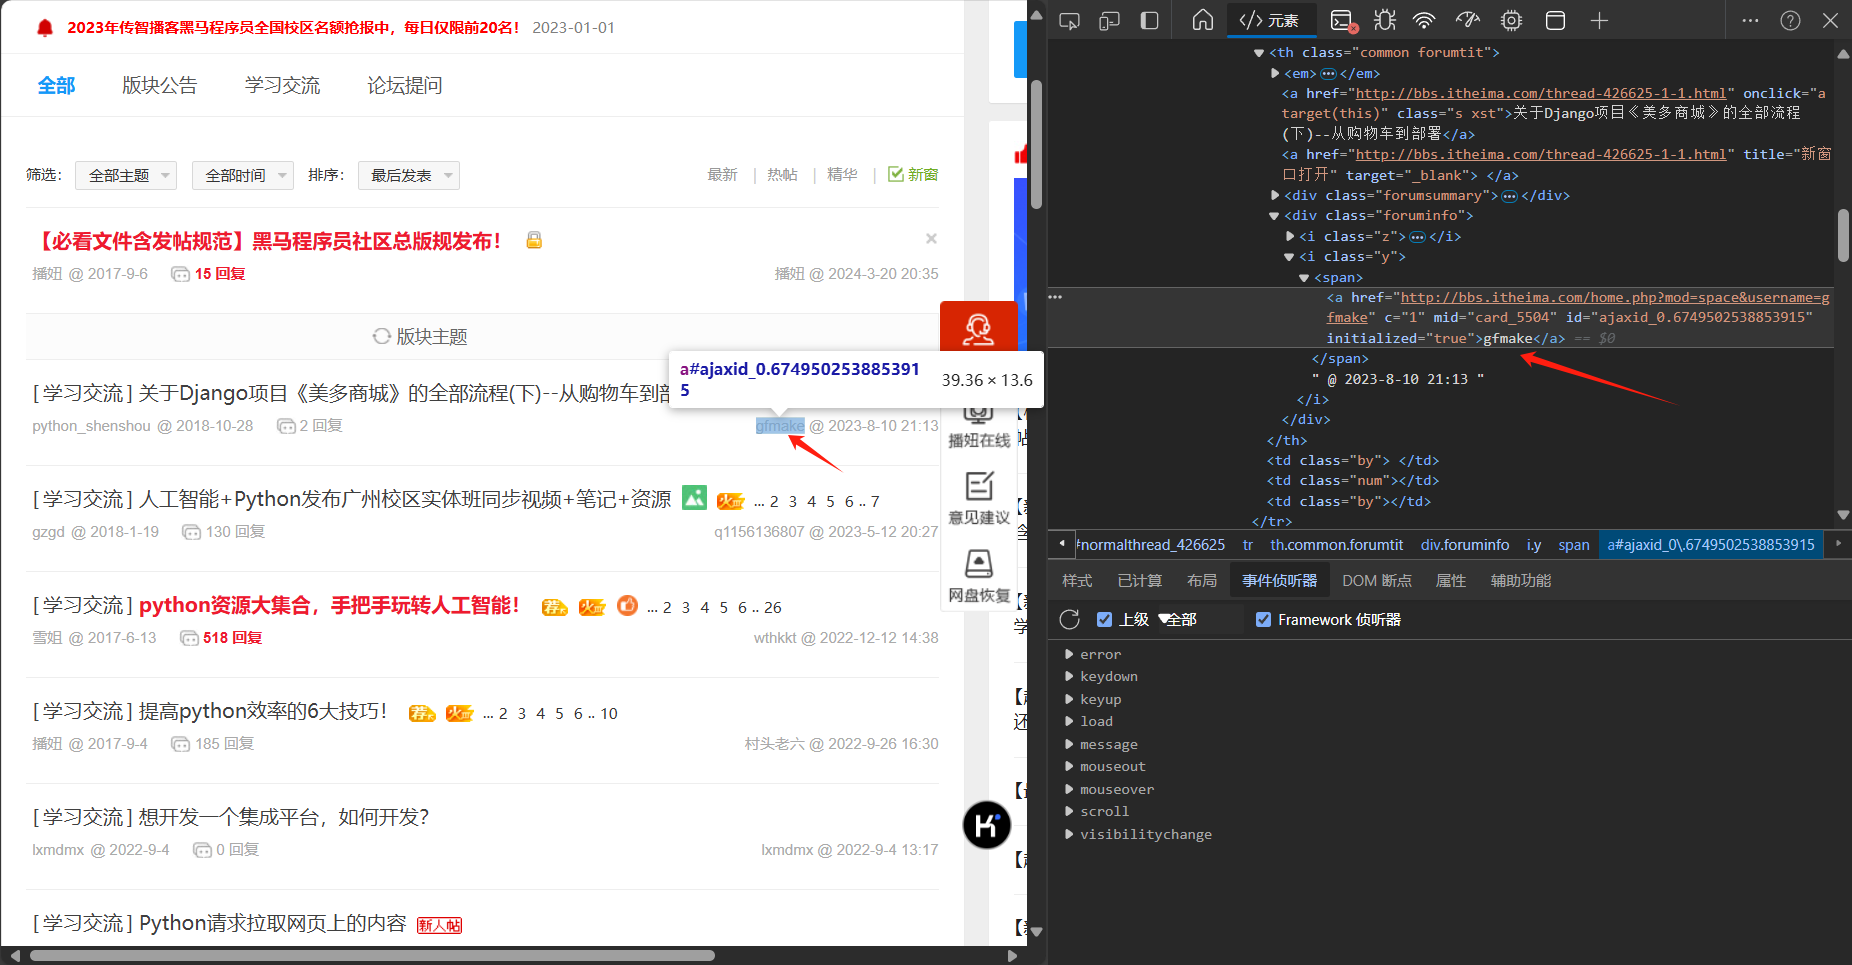 2023年传智播客黑马程序员全国校区名额抢报中，每日仅限前20名！ 2023-01-01
全部 版块公告 学习交流 论坛提问
筛选： 全部主题 全部时间 排序： 最后发表 最新 | 热帖 | 精华 | 新窗
【必看文件含发帖规范】黑马程序员社区总版规发布！
播妞 @ 2017-9-6 15 回复 播妞 @ 2024-3-20 20:35
版块主题
a#ajaxid_0.674950253885391
5
39.36 × 13.6
[ 学习交流 ] 关于Django项目《美多商城》的全部流程(下)--从购物车到部
python_shenshou @ 2018-10-28 2 回复 gfmake @ 2023-8-10 21:13
播妞在线
[ 学习交流 ] 人工智能+Python发布广州校区实体班同步视频+笔记+资源 火 ... 2 3 4 5 6 .. 7
gzgd @ 2018-1-19 130 回复 q1156136807 @ 2023-5-12 20:27
意见建议
网盘恢复
[ 学习交流 ] python资源大集合，手把手玩转人工智能！ 荐 火 ... 2 3 4 5 6 .. 26
雪姐 @ 2017-6-13 518 回复 wthkkt @ 2022-12-12 14:38
[ 学习交流 ] 提高python效率的6大技巧！ 荐 火 ... 2 3 4 5 6 .. 10
播妞 @ 2017-9-4 185 回复 村头老六 @ 2022-9-26 16:30
[ 学习交流 ] 想开发一个集成平台，如何开发？
lxmdmx @ 2022-9-4 0 回复 lxmdmx @ 2022-9-4 13:17
[ 学习交流 ] Python请求拉取网页上的内容 新人帖
</> 元素
<th class="common forumtit">
<em>···</em>
<a href="http://bbs.itheima.com/thread-426625-1-1.html" onclick="a
target(this)" class="s xst">关于Django项目《美多商城》的全部流程
(下)--从购物车到部署</a>
<a href="http://bbs.itheima.com/thread-426625-1-1.html" title="新窗
口打开" target="_blank"> </a>
<div class="forumsummary">···</div>
<div class="foruminfo">
<i class="z">···</i>
<i class="y">
<span>
<a href="http://bbs.itheima.com/home.php?mod=space&username=g
fmake" c="1" mid="card_5504" id="ajaxid_0.6749502538853915"
initialized="true">gfmake</a> == $0
</span>
" @ 2023-8-10 21:13 "
</i>
</div>
</th>
<td class="by"> </td>
<td class="num"></td>
<td class="by"></td>
</tr>
#normalthread_426625 tr th.common.forumtit div.foruminfo i.y span a#ajaxid_0\.6749502538853915
样式 已计算 布局 事件侦听器 DOM 断点 属性 辅助功能
上级 全部 Framework 侦听器
error
keydown
keyup
load
message
mouseout
mouseover
scroll
visibilitychange